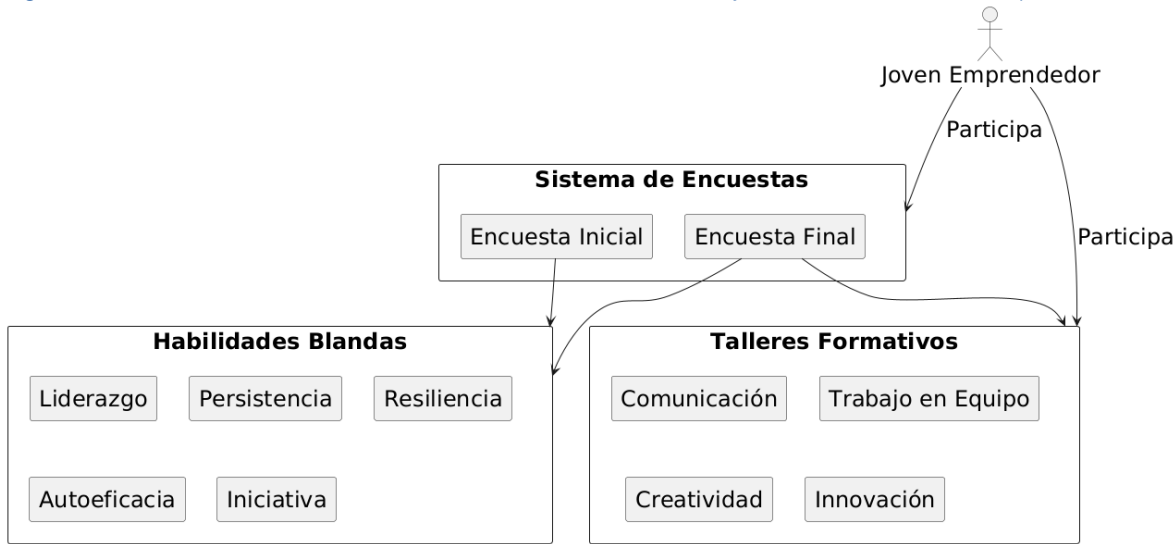 Joven Emprendedor
Participa
Sistema de Encuestas
Encuesta Inicial
Encuesta Final
Participa
Habilidades Blandas
Liderazgo
Persistencia
Resiliencia
Autoeficacia
Iniciativa
Talleres Formativos
Comunicación
Trabajo en Equipo
Creatividad
Innovación